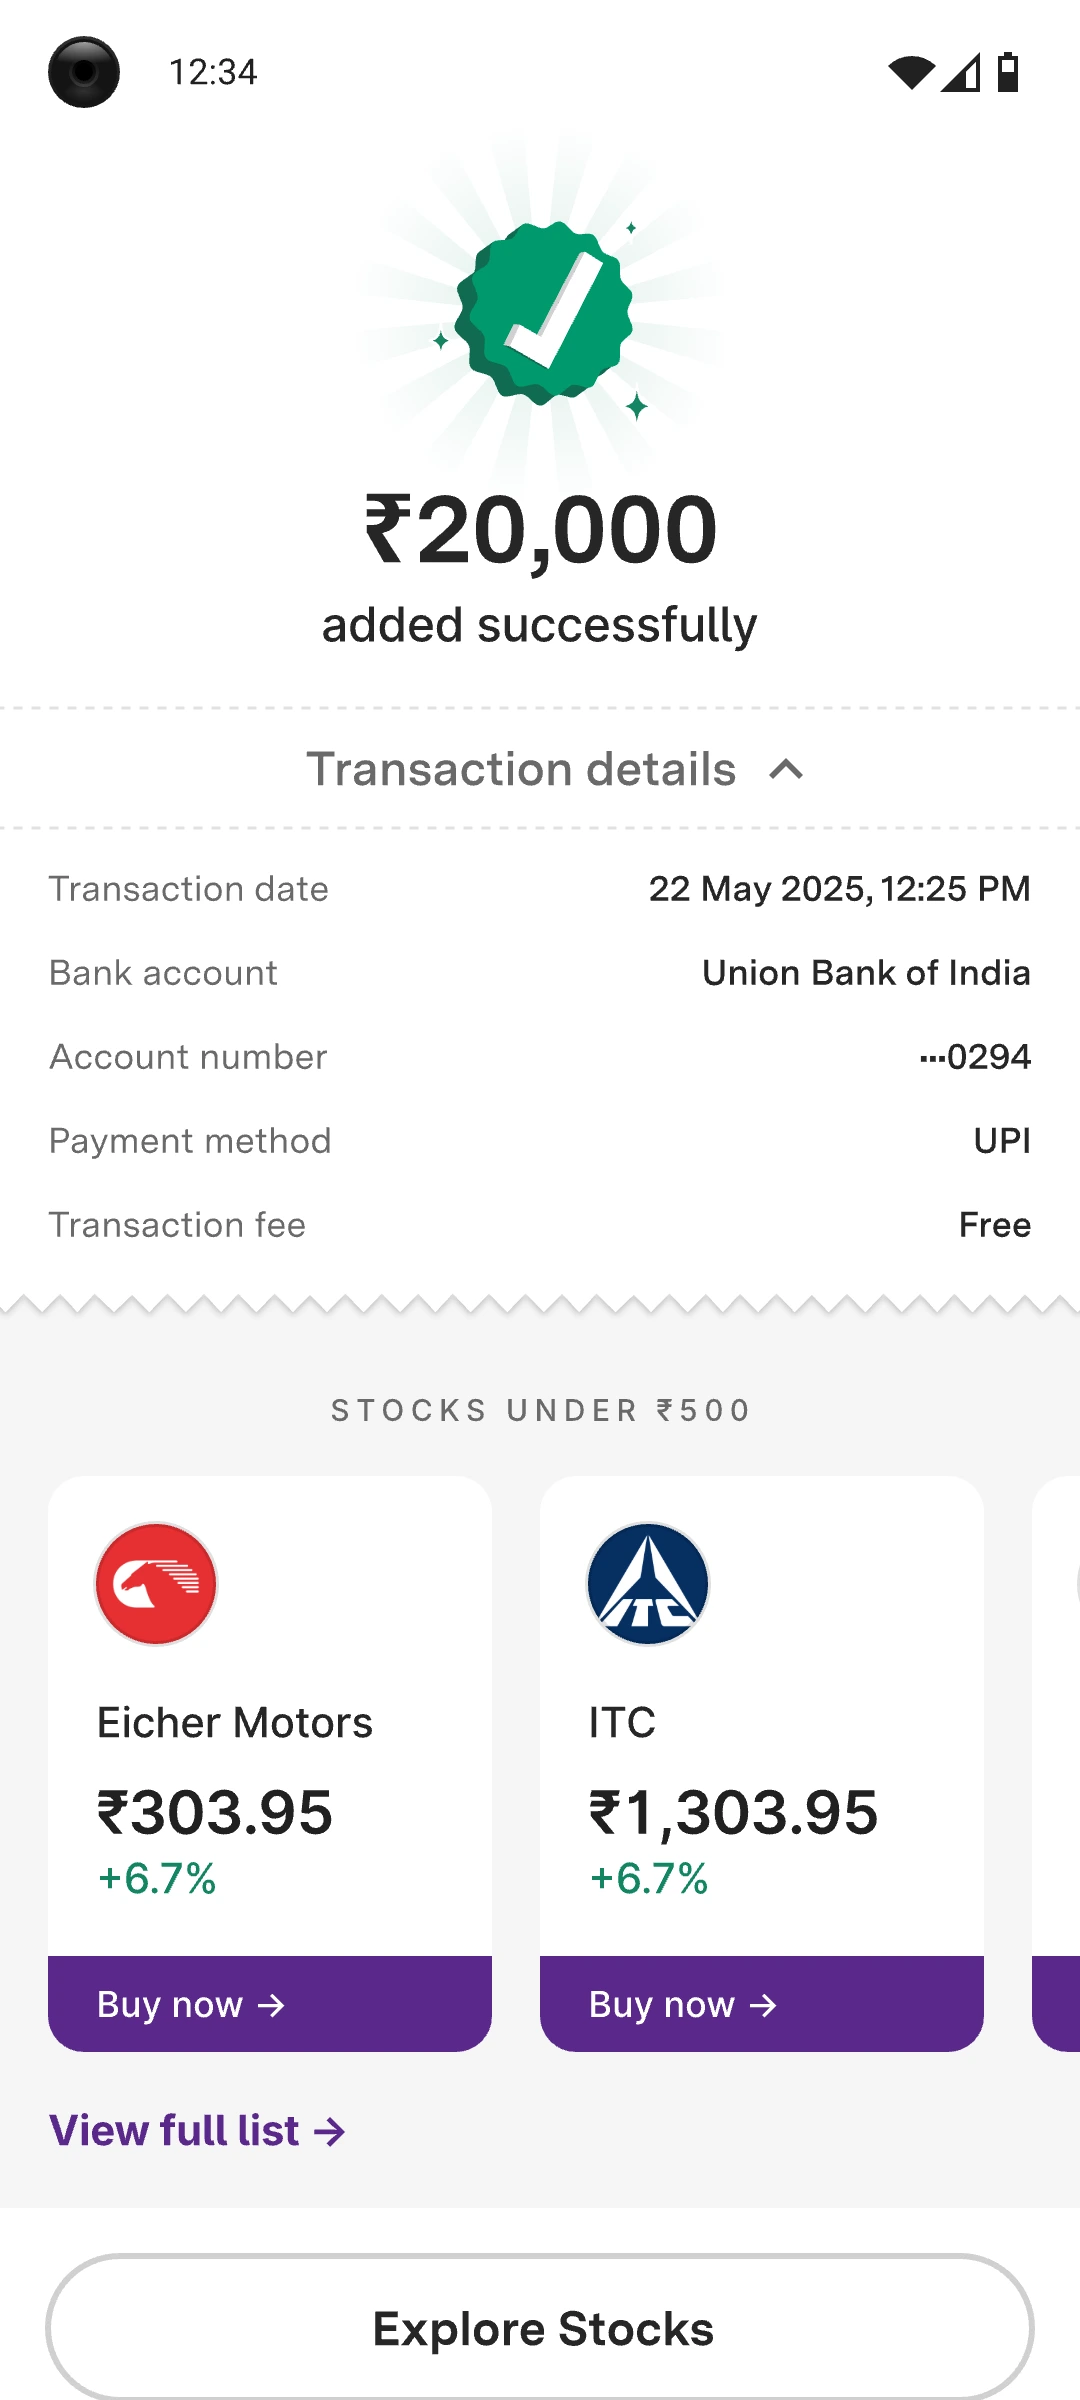 12:34
₹20,000
added successfully
Transaction details
Transaction date 22 May 2025, 12:25 PM
Bank account Union Bank of India
Account number ···0294
Payment method UPI
Transaction fee Free
STOCKS UNDER ₹500
ITC
Eicher Motors ITC
₹303.95 ₹1,303.95
+6.7% +6.7%
Buy now → Buy now →
View full list →
Explore Stocks